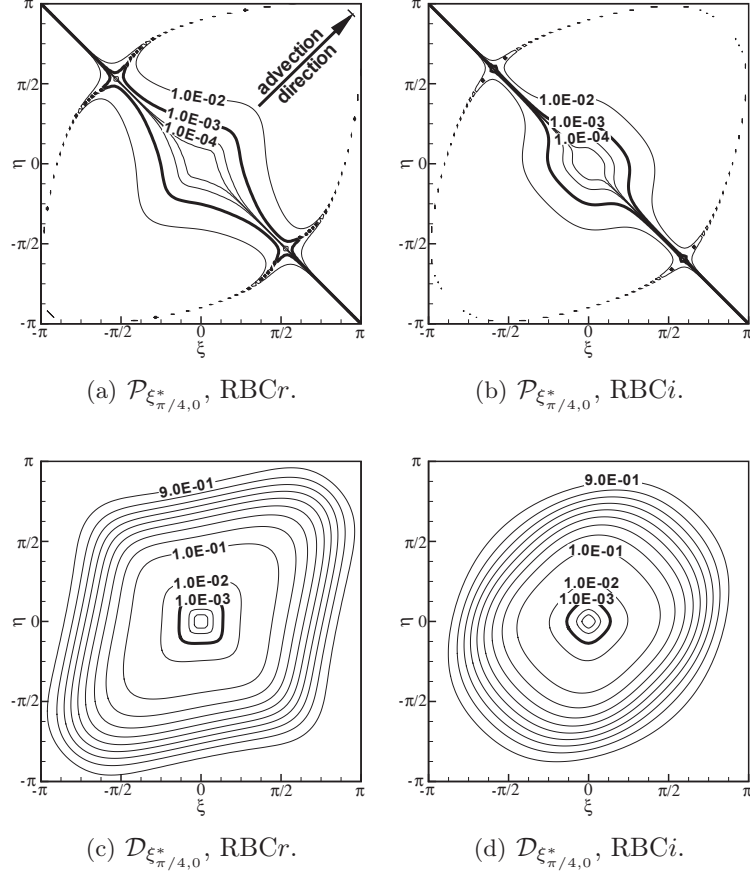 π
π/2
η 0
-π/2
-π
-π -π/2 0 π/2 π
ξ
1.0E-02
1.0E-03
1.0E-04
advection
direction
(a) 𝒫ξ*π/4,0, RBCr.
π
π/2
η 0
-π/2
-π
-π -π/2 0 π/2 π
ξ
1.0E-02
1.0E-03
1.0E-04
(b) 𝒫ξ*π/4,0, RBCi.
π
π/2
η 0
-π/2
-π
-π -π/2 0 π/2 π
ξ
9.0E-01
1.0E-01
1.0E-02
1.0E-03
(c) 𝒟ξ*π/4,0, RBCr.
π
π/2
η 0
-π/2
-π
-π -π/2 0 π/2 π
ξ
9.0E-01
1.0E-01
1.0E-02
1.0E-03
(d) 𝒟ξ*π/4,0, RBCi.